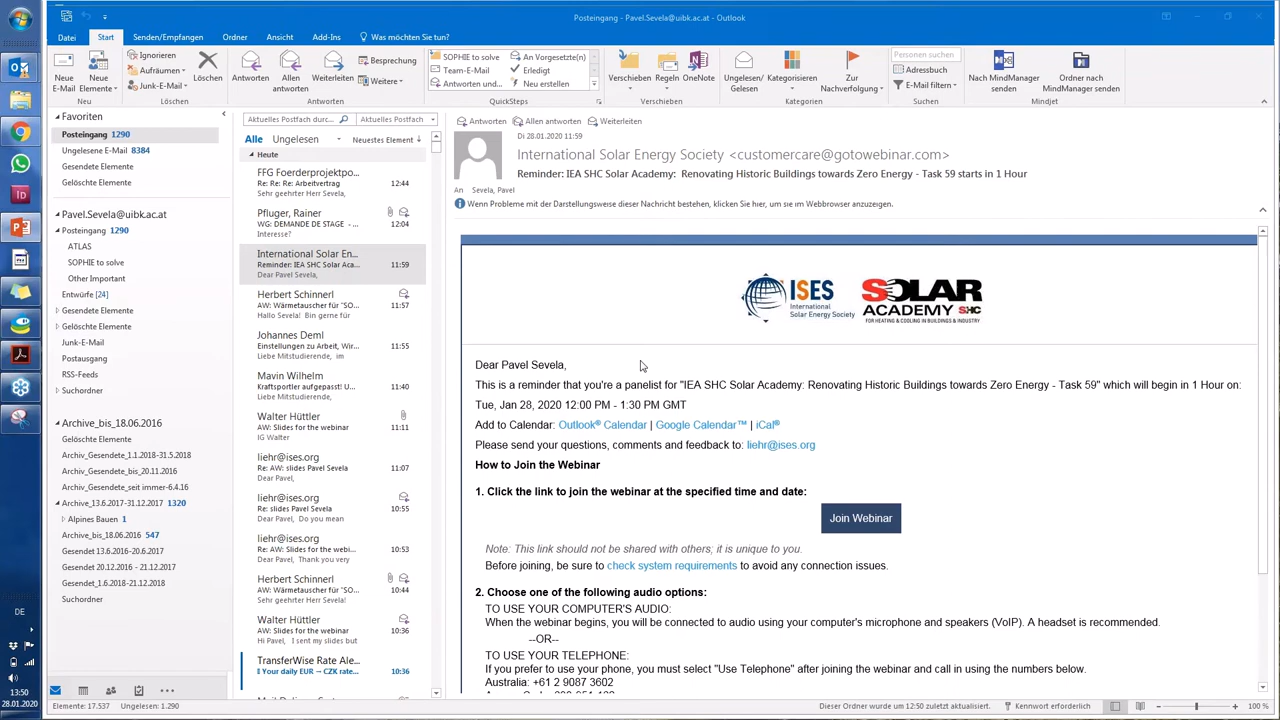 Posteingang - Pavel.Sevela@uibk.ac.at - Outlook
Datei Start Senden/Empfangen Ordner Ansicht Add-Ins Was möchten Sie tun?
Ignorieren
Aufräumen
Junk-E-Mail
Neue E-Mail
Neue Elemente
Löschen
Antworten
Allen antworten
Weiterleiten
Besprechung
Weitere
SOPHIE to solve
Team-E-Mail
Antworten und...
An Vorgesetzte(n)
Erledigt
Neu erstellen
Verschieben
Regeln
OneNote
Ungelesen/ Gelesen
Kategorisieren
Zur Nachverfolgung
Personen suchen
Adressbuch
E-Mail filtern
Nach MindManager senden
Ordner nach MindManager senden
Neu Löschen Antworten QuickSteps Verschieben Kategorien Suchen Mindjet
Favoriten
Posteingang 1290
Ungelesene E-Mail 8384
Gesendete Elemente
Gelöschte Elemente
Pavel.Sevela@uibk.ac.at
Posteingang 1290
ATLAS
SOPHIE to solve
Other Important
Entwürfe [24]
Gesendete Elemente
Gelöschte Elemente
Junk-E-Mail
Postausgang
RSS-Feeds
Suchordner
Archive_bis_18.06.2016
Gelöschte Elemente
Archiv_Gesendete_1.1.2018-31.5.2018
Archiv_Gesendete_bis_20.11.2016
Archiv_Gesendete_seit immer-6.4.16
Archive_13.6.2017-31.12.2017 1320
Alpines Bauen 1
Archive_bis_18.06.2016 547
Gesendet 13.6.2016-20.6.2017
Gesendet 20.12.2016 - 21.12.2017
Gesendet_1.6.2018-21.12.2018
Suchordner
Aktuelles Postfach durc... Aktuelles Postfach
Alle Ungelesen Neuestes Element
Heute
FFG Foerderprojektpo...
Re: Re: Re: Arbeitvertrag 12:44
Sehr geehrter Herr Sevela,
Pfluger, Rainer
WG: DEMANDE DE STAGE - ... 12:04
Interesse?
International Solar En...
Reminder: IEA SHC Solar Aca... 11:59
Dear Pavel Sevela,
Herbert Schinnerl
AW: Wärmetauscher für "SO... 11:57
Hallo Sevela! Bin gerne für
Johannes Deml
Einstellungen zu Arbeit, Wir... 11:55
Liebe Mitstudierende, im
Mavin Wilhelm
Kraftsportler aufgepasst! U... 11:40
Liebe Mitstudierende,
Walter Hüttler
AW: Slides for the webinar 11:11
IG Walter
liehr@ises.org
Re: AW: slides Pavel Sevela 11:07
Dear Pavel,
liehr@ises.org
Re: slides Pavel Sevela 10:55
Dear Pavel, Do you mean
liehr@ises.org
Re: AW: Slides for the webi... 10:53
Dear Pavel, Thank you very
Herbert Schinnerl
AW: Wärmetauscher für "SO... 10:44
Sehr geehrter Herr Sevela!
Walter Hüttler
AW: Slides for the webinar 10:36
Hi Pavel, I sent my slides but
TransferWise Rate Ale...
Your daily EUR → CZK rate... 10:36
Antworten Allen antworten Weiterleiten
Di 28.01.2020 11:59
International Solar Energy Society <customercare@gotowebinar.com>
Reminder: IEA SHC Solar Academy: Renovating Historic Buildings towards Zero Energy - Task 59 starts in 1 Hour
An Sevela, Pavel
Wenn Probleme mit der Darstellungsweise dieser Nachricht bestehen, klicken Sie hier, um sie im Webbrowser anzuzeigen.
ISES
International Solar Energy Society
SOLAR
ACADEMY SHC
FOR HEATING & COOLING IN BUILDINGS & INDUSTRY
Dear Pavel Sevela,
This is a reminder that you're a panelist for "IEA SHC Solar Academy: Renovating Historic Buildings towards Zero Energy - Task 59" which will begin in 1 Hour on:
Tue, Jan 28, 2020 12:00 PM - 1:30 PM GMT
Add to Calendar: Outlook® Calendar | Google Calendar™ | iCal®
Please send your questions, comments and feedback to: liehr@ises.org
How to Join the Webinar
1. Click the link to join the webinar at the specified time and date:
Join Webinar
Note: This link should not be shared with others; it is unique to you.
Before joining, be sure to check system requirements to avoid any connection issues.
2. Choose one of the following audio options:
TO USE YOUR COMPUTER'S AUDIO:
When the webinar begins, you will be connected to audio using your computer's microphone and speakers (VoIP). A headset is recommended.
--OR--
TO USE YOUR TELEPHONE:
If you prefer to use your phone, you must select "Use Telephone" after joining the webinar and call in using the numbers below.
Australia: +61 2 9087 3602
Elemente: 17.537 Ungelesen: 1.290
Dieser Ordner wurde um 12:50 zuletzt aktualisiert. Kennwort erforderlich 100 %
DE
13:50
28.01.2020